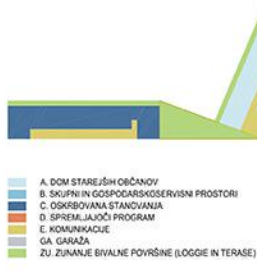 A. DOM STAREJŠIH OBČANOV
B. SKUPNI IN GOSPODARSKOSERVISNI PROSTORI
C. OSKRBOVANA STANOVANJA
D. SPREMLJAJOČI PROGRAM
E. KOMUNIKACIJE
GA. GARAŽA
ZU. ZUNANJE BIVALNE POVRŠINE (LOGGIE IN TERASE)